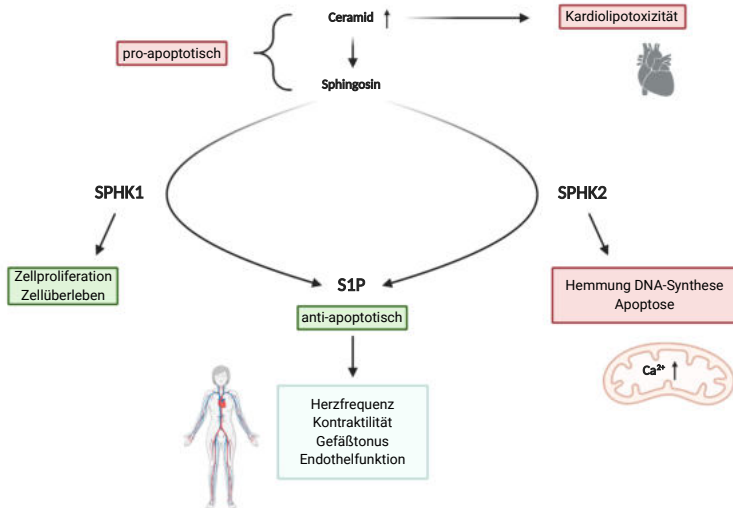 Ceramid ↑
Kardiolipotoxizität
pro-apoptotisch
Sphingosin
SPHK1
SPHK2
Zellproliferation
Zellüberleben
S1P
anti-apoptotisch
Hemmung DNA-Synthese
Apoptose
Ca²⁺ ↑
Herzfrequenz
Kontraktilität
Gefäßtonus
Endothelfunktion